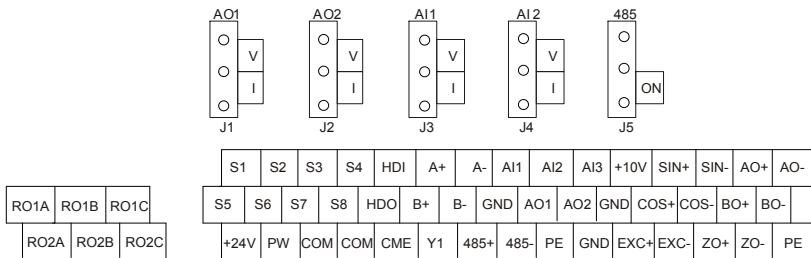 AO1 AO2 AI1 AI2 485
V V V V
I I I I ON
J1 J2 J3 J4 J5
S1 S2 S3 S4 HDI A+ A- AI1 AI2 AI3 +10V SIN+ SIN- AO+ AO-
RO1A RO1B RO1C S5 S6 S7 S8 HDO B+ B- GND AO1 AO2 GND COS+ COS- BO+ BO-
RO2A RO2B RO2C +24V PW COM COM CME Y1 485+ 485- PE GND EXC+ EXC- ZO+ ZO- PE